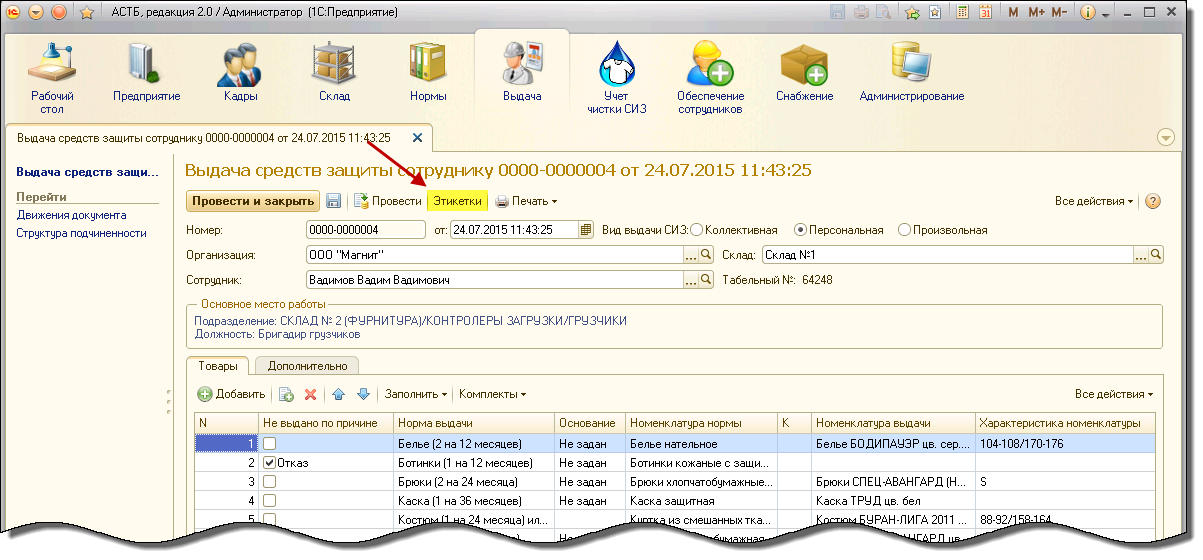 АСТБ, редакция 2.0 / Администратор (1С:Предприятие)
M M+ M-
Рабочий стол
Предприятие
Кадры
Склад
Нормы
Выдача
Учет чистки СИЗ
Обеспечение сотрудников
Снабжение
Администрирование
Выдача средств защиты сотруднику 0000-0000004 от 24.07.2015 11:43:25
Выдача средств защи...
Перейти
Движения документа
Структура подчиненности
Выдача средств защиты сотруднику 0000-0000004 от 24.07.2015 11:43:25
Провести и закрыть Провести Этикетки Печать Все действия
Номер: 0000-0000004 от: 24.07.2015 11:43:25 Вид выдачи СИЗ: Коллективная Персональная Произвольная
Организация: ООО "Магнит" ... Склад: Склад №1 ...
Сотрудник: Вадимов Вадим Вадимович ... Табельный №: 64248
Основное место работы
Подразделение: СКЛАД № 2 (ФУРНИТУРА)/КОНТРОЛЕРЫ ЗАГРУЗКИ/ГРУЗЧИКИ
Должность: Бригадир грузчиков
Товары Дополнительно
Добавить Заполнить Комплекты Все действия
N Не выдано по причине Норма выдачи Основание Номенклатура нормы К Номенклатура выдачи Характеристика номенклатуры
1 Белье (2 на 12 месяцев) Не задан Белье нательное Белье БОДИПАУЭР цв. сер.... 104-108/170-176
2 Отказ Ботинки (1 на 12 месяцев) Не задан Ботинки кожаные с защи...
3 Брюки (2 на 24 месяца) Не задан Брюки хлопчатобумажные... Брюки СПЕЦ-АВАНГАРД (Н... S
4 Каска (1 на 36 месяцев) Не задан Каска защитная Каска ТРУД цв. бел
5 Костюм (1 на 24 месяца) ил... Не задан Куртка из смешанных тка... Костюм БУРАН-ЛИГА 2011 ... 88-92/158-164